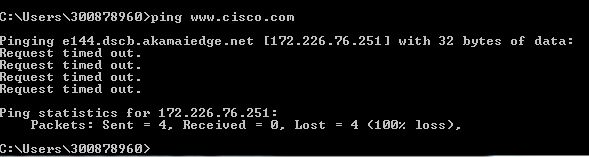 C:\Users\300878960>ping www.cisco.com
Pinging e144.dscb.akamaiedge.net [172.226.76.251] with 32 bytes of data:
Request timed out.
Request timed out.
Request timed out.
Request timed out.
Ping statistics for 172.226.76.251:
    Packets: Sent = 4, Received = 0, Lost = 4 (100% loss),
C:\Users\300878960>